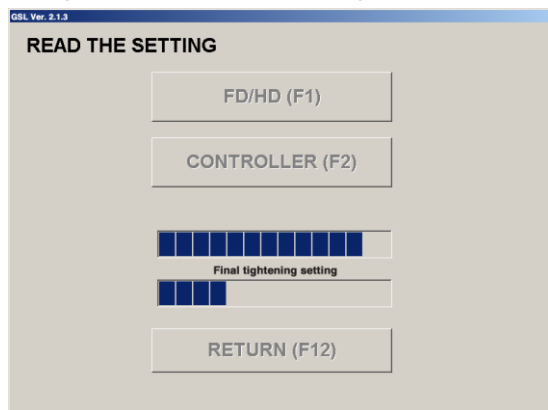 GSL Ver. 2.1.3
READ THE SETTING
FD/HD (F1)
CONTROLLER (F2)
Final tightening setting
RETURN (F12)